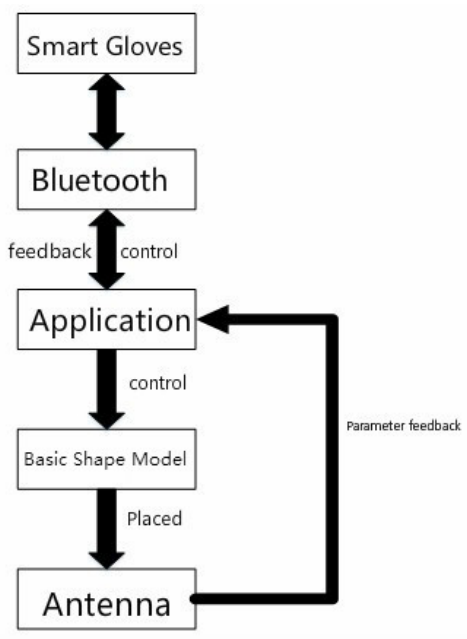 Smart Gloves
Bluetooth
feedback control
Application
control
Parameter feedback
Basic Shape Model
Placed
Antenna